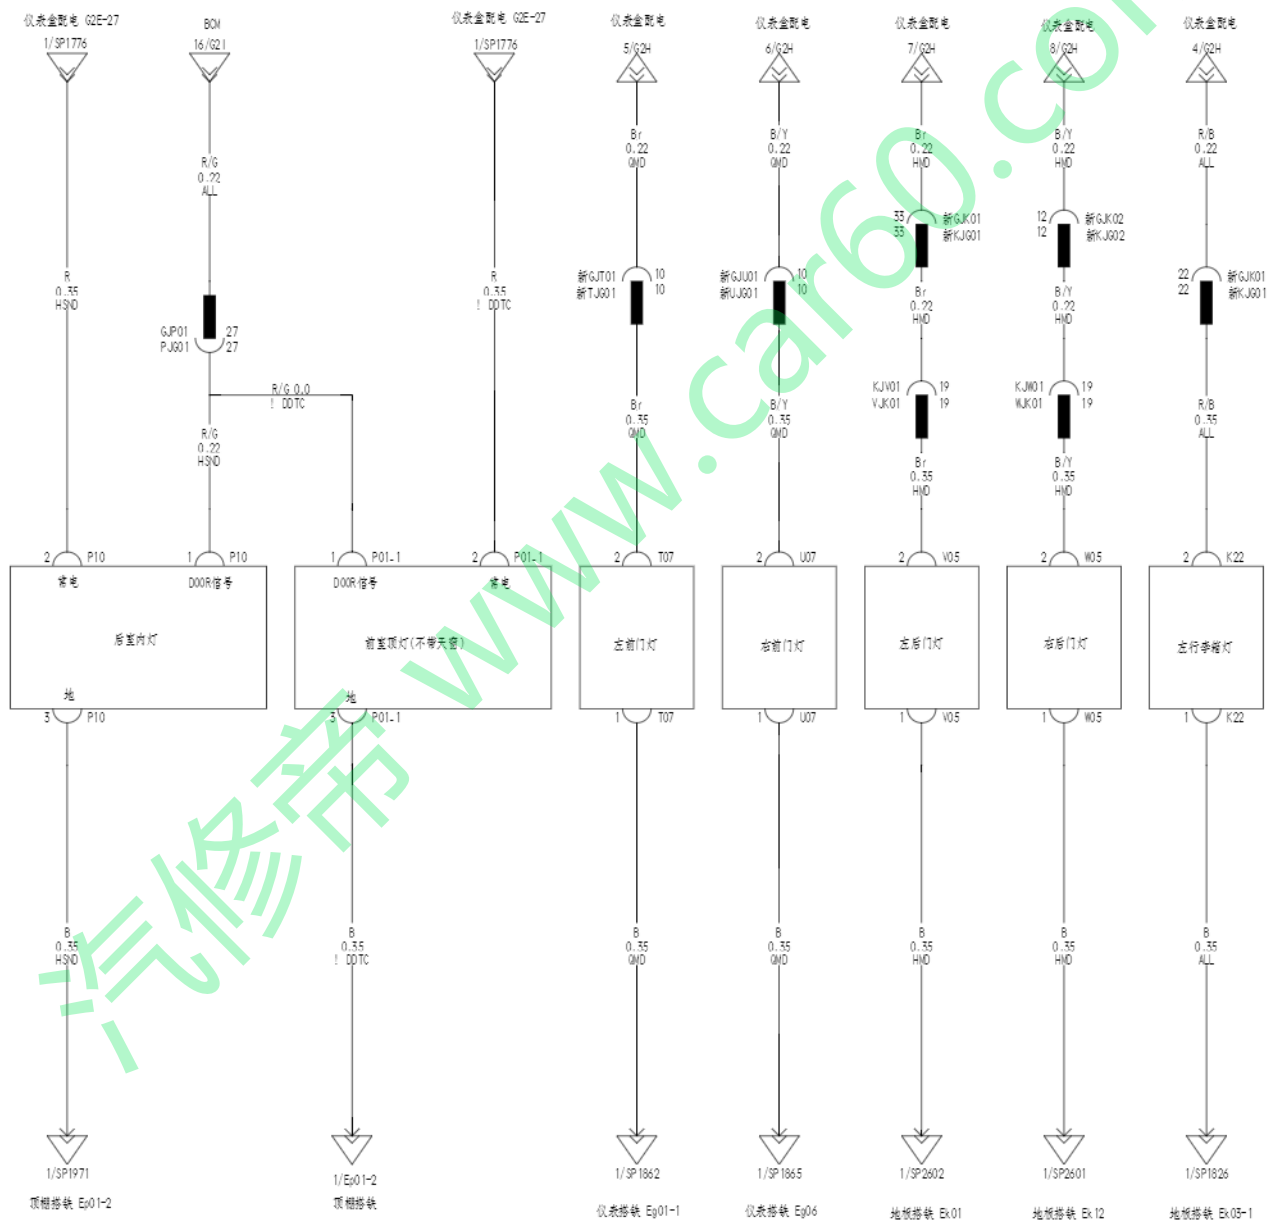 仪表盒配电 G2E-27
1/SP1776
BCM
16/G2I
仪表盒配电 G2E-27
1/SP1776
仪表盒配电
5/G2H
仪表盒配电
6/G2H
仪表盒配电
7/G2H
仪表盒配电
8/G2H
仪表盒配电
4/G2H
R/G
0.22
ALL
Br
0.22
QMD
B/Y
0.22
QMD
Br
0.22
HMD
B/Y
0.22
HMD
R/B
0.22
ALL
33 新GJK01
33 新KJG01
12 新GJK02
12 新KJG02
R
0.35
HSND
R
0.35
! DDTC
新GJT01 10
新TJG01 10
新GJU01 10
新UJG01 10
Br
0.22
HMD
B/Y
0.22
HMD
22 新GJK01
22 新KJG01
GJP01 27
PJG01 27
R/G 0.0
! DDTC
KJV01 19
VJK01 19
KJW01 19
WJK01 19
R/G
0.22
HSND
Br
0.35
QMD
B/Y
0.35
QMD
R/B
0.35
ALL
Br
0.35
HMD
B/Y
0.35
HMD
2 P10
1 P10
1 P01-1
2 P01-1
2 T07
2 U07
2 V05
2 W05
2 K22
常电
DOOR信号
DOOR信号
常电
后室内灯
前室顶灯(不带天窗)
左前门灯
右前门灯
左后门灯
右后门灯
左行李箱灯
地
地
3 P10
3 P01-1
1 T07
1 U07
1 V05
1 W05
1 K22
B
0.35
HSND
B
0.35
! DDTC
B
0.35
QMD
B
0.35
QMD
B
0.35
HMD
B
0.35
HMD
B
0.35
ALL
1/SP1971
顶棚搭铁 Ep01-2
1/Ep01-2
顶棚搭铁
1/SP1862
仪表搭铁 Eg01-1
1/SP1865
仪表搭铁 Eg06
1/SP2602
地板搭铁 Ek01
1/SP2601
地板搭铁 Ek12
1/SP1826
地板搭铁 Ek03-1
汽修帝 www.car60.com